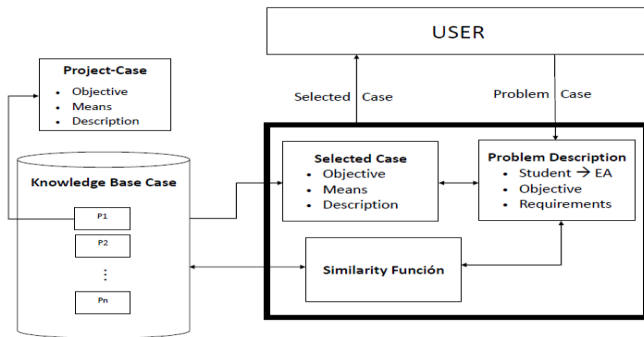 USER
Project-Case
• Objective
• Means
• Description
Selected Case
Problem Case
Knowledge Base Case
P1
P2
⋮
Pn
Selected Case
• Objective
• Means
• Description
Problem Description
• Student → EA
• Objective
• Requirements
Similarity Función